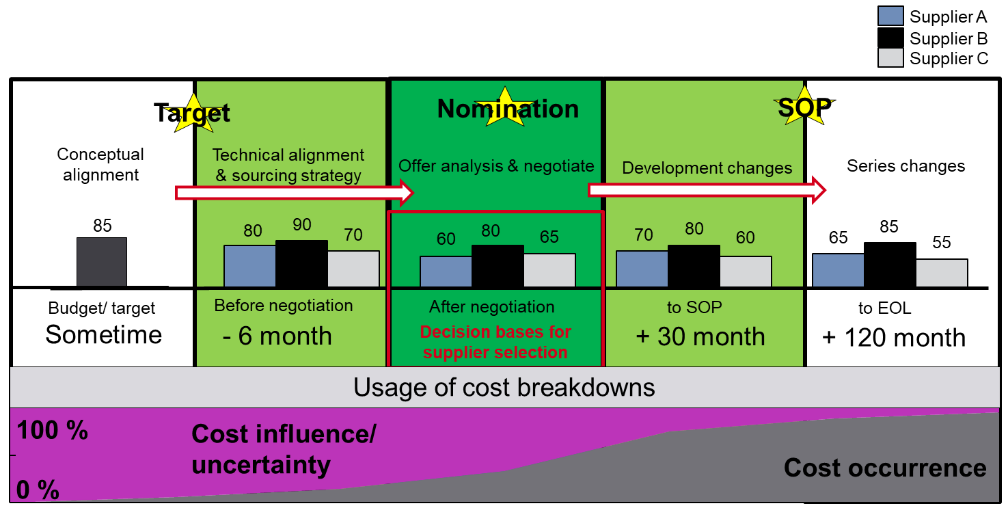 Supplier A
Supplier B
Supplier C
Target
Nomination
SOP
Conceptual
alignment
Technical alignment
& sourcing strategy
Offer analysis & negotiate
Development changes
Series changes
85
80
90
70
60
80
65
70
80
60
65
85
55
Budget/ target
Sometime
Before negotiation
- 6 month
After negotiation
Decision bases for
supplier selection
to SOP
+ 30 month
to EOL
+ 120 month
Usage of cost breakdowns
100 %
0 %
Cost influence/
uncertainty
Cost occurrence